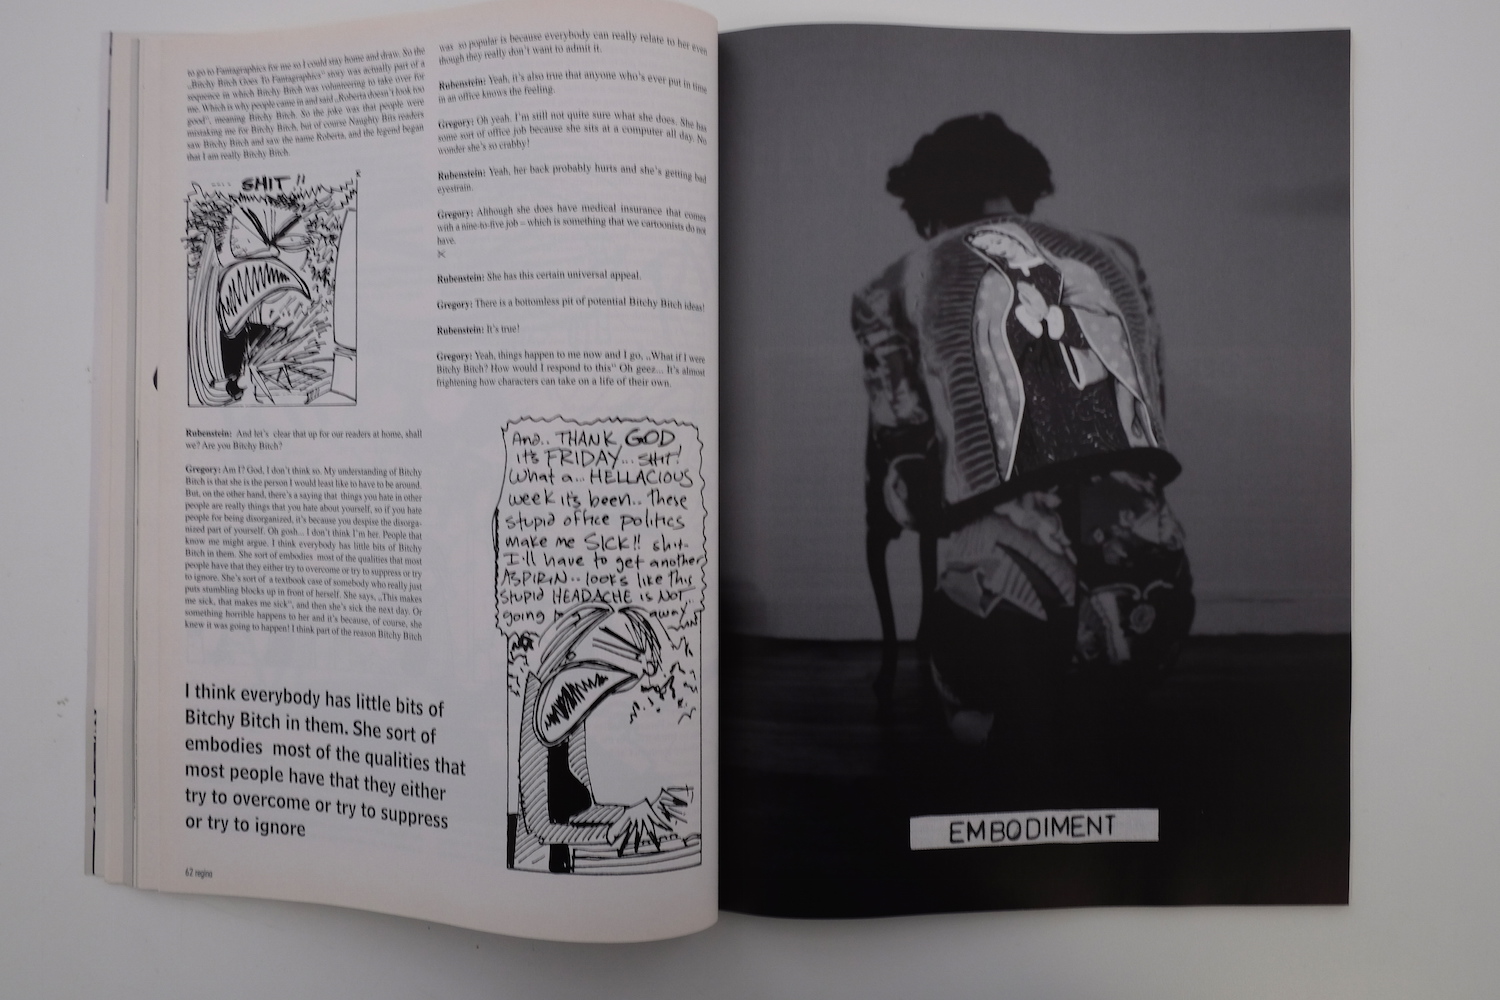 to go to Fantagraphics for me so I could stay home and draw. So the
„Bitchy Bitch Goes To Fantagraphics" story was actually part of a
sequence in which Bitchy Bitch was volunteering to take over for
me. Which is why people came in and said „Roberta doesn't look too
good", meaning Bitchy Bitch. So the joke was that people were
mistaking me for Bitchy Bitch, but of course Naughty Bits readers
saw Bitchy Bitch and saw the name Roberta, and the legend began
that I am really Bitchy Bitch.
SHIT!!
Rubenstein: And let's clear that up for our readers at home, shall
we? Are you Bitchy Bitch?
Gregory: Am I? God, I don't think so. My understanding of Bitchy
Bitch is that she is the person I would least like to have to be around.
But, on the other hand, there's a saying that things you hate in other
people are really things that you hate about yourself, so if you hate
people for being disorganized, it's because you despise the disorga-
nized part of yourself. Oh gosh... I don't think I'm her. People that
know me might argue. I think everybody has little bits of Bitchy
Bitch in them. She sort of embodies most of the qualities that most
people have that they either try to overcome or try to suppress or try
to ignore. She's sort of a textbook case of somebody who really just
puts stumbling blocks up in front of herself. She says, „This makes
me sick, that makes me sick", and then she's sick the next day. Or
something horrible happens to her and it's because, of course, she
knew it was going to happen! I think part of the reason Bitchy Bitch
I think everybody has little bits of
Bitchy Bitch in them. She sort of
embodies most of the qualities that
most people have that they either
try to overcome or try to suppress
or try to ignore
62 regina
was so popular is because everybody can really relate to her even
though they really don't want to admit it.
Rubenstein: Yeah, it's also true that anyone who's ever put in time
in an office knows the feeling.
Gregory: Oh yeah. I'm still not quite sure what she does. She has
some sort of office job because she sits at a computer all day. No
wonder she's so crabby!
Rubenstein: Yeah, her back probably hurts and she's getting bad
eyestrain.
Gregory: Although she does have medical insurance that comes
with a nine-to-five job – which is something that we cartoonists do not
have.
Rubenstein: She has this certain universal appeal.
Gregory: There is a bottomless pit of potential Bitchy Bitch ideas!
Rubenstein: It's true!
Gregory: Yeah, things happen to me now and I go, „What if I were
Bitchy Bitch? How would I respond to this" Oh geez... It's almost
frightening how characters can take on a life of their own.
And.. THANK GOD
it's FRIDAY... SHIT!
What a... HELLACIOUS
week it's been.. these
stupid office politics
make me SICK!! shit-
I'll have to get another
ASPIRIN.. looks like this
stupid HEADACHE is NOT..
going away..
EMBODIMENT